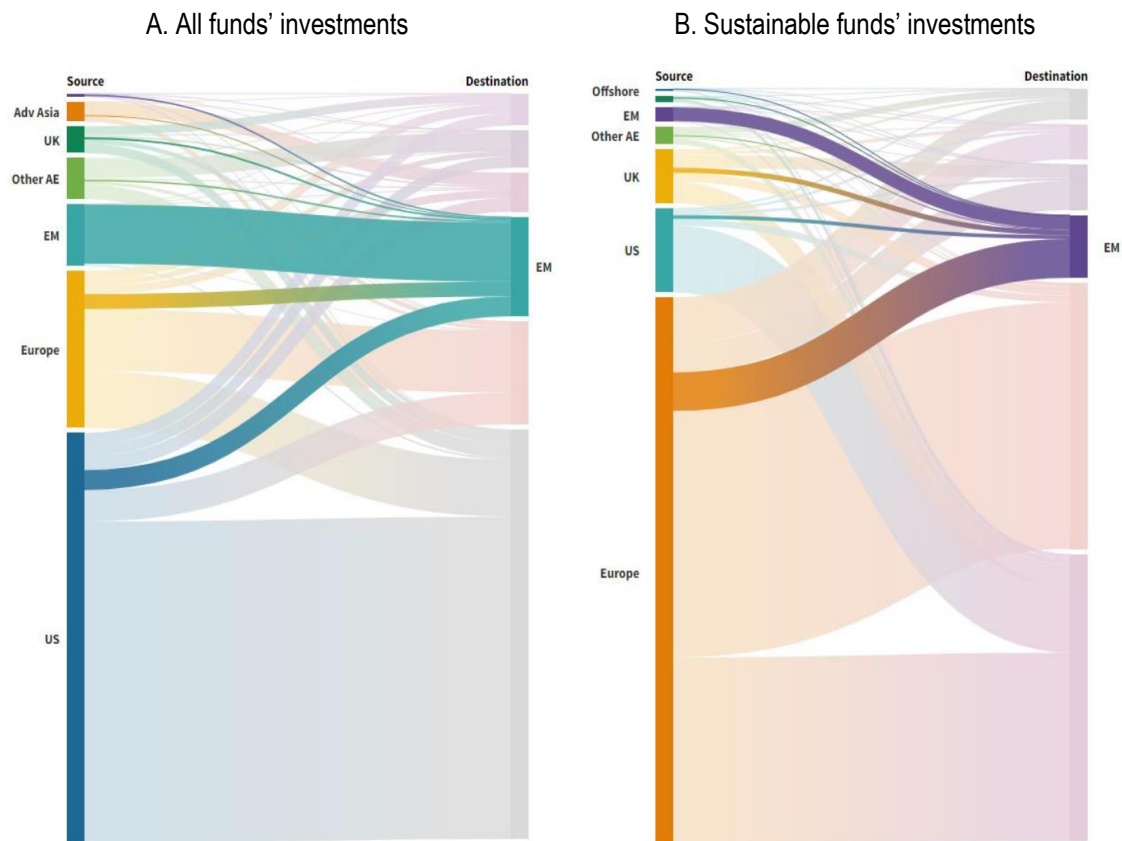 A. All funds’ investments
Source
Destination
Adv Asia
UK
Other AE
EM
EM
Europe
US
B. Sustainable funds’ investments
Source
Destination
Offshore
EM
Other AE
UK
EM
US
Europe